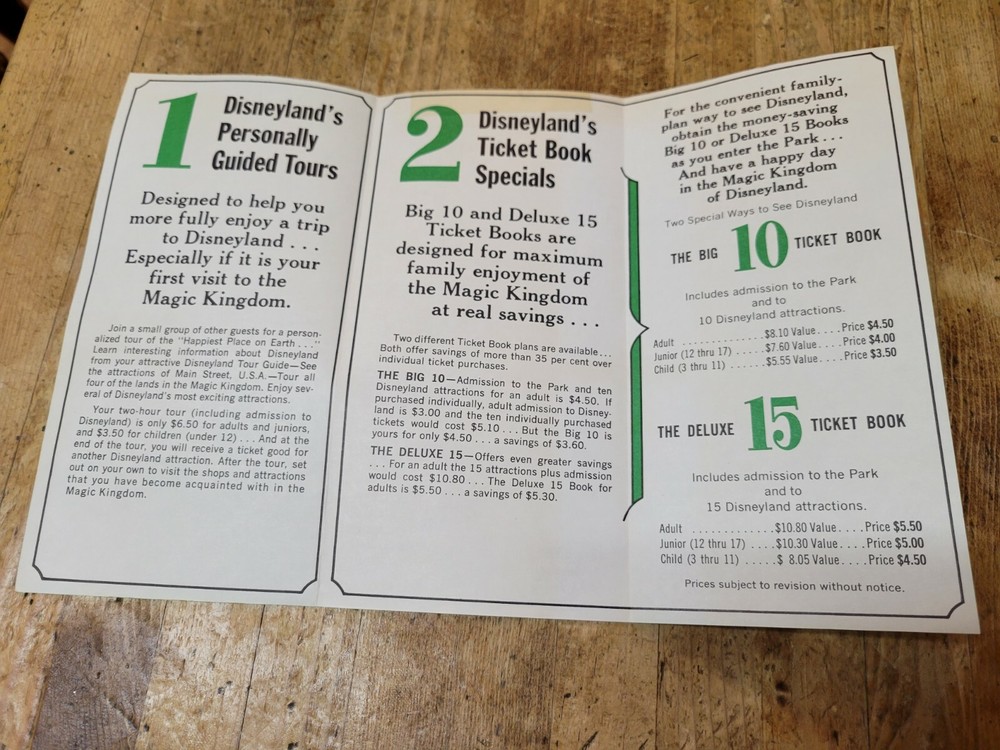 1
Disneyland's
Personally
Guided Tours
Designed to help you
more fully enjoy a trip
to Disneyland . . .
Especially if it is your
first visit to the
Magic Kingdom.
Join a small group of other guests for a person-
alized tour of the "Happiest Place on Earth . . ."
Learn interesting information about Disneyland
from your attractive Disneyland Tour Guide—See
the attractions of Main Street, U.S.A.—Tour all
four of the lands in the Magic Kingdom. Enjoy sev-
eral of Disneyland's most exciting attractions.
Your two-hour tour (including admission to
Disneyland) is only $6.50 for adults and juniors,
and $3.50 for children (under 12) . . . And at the
end of the tour, you will receive a ticket good for
another Disneyland attraction. After the tour, set
out on your own to visit the shops and attractions
that you have become acquainted with in the
Magic Kingdom.
2
Disneyland's
Ticket Book
Specials
Big 10 and Deluxe 15
Ticket Books are
designed for maximum
family enjoyment of
the Magic Kingdom
at real savings . . .
Two different Ticket Book plans are available . . .
Both offer savings of more than 35 per cent over
individual ticket purchases.
THE BIG 10—Admission to the Park and ten
Disneyland attractions for an adult is $4.50. If
purchased individually, adult admission to Disney-
land is $3.00 and the ten individually purchased
tickets would cost $5.10 . . . But the Big 10 is
yours for only $4.50 . . . a savings of $3.60.
THE DELUXE 15—Offers even greater savings
. . . For an adult the 15 attractions plus admission
would cost $10.80 . . . The Deluxe 15 Book for
adults is $5.50 . . . a savings of $5.30.
For the convenient family-
plan way to see Disneyland,
obtain the money-saving
Big 10 or Deluxe 15 Books
as you enter the Park . . .
And have a happy day
in the Magic Kingdom
of Disneyland.
Two Special Ways to See Disneyland
THE BIG 10 TICKET BOOK
Includes admission to the Park
and to
10 Disneyland attractions.
Adult . . . . . . . . . . . . . $8.10 Value . . . . Price $4.50
Junior (12 thru 17) . . . . . . $7.60 Value . . . . Price $4.00
Child (3 thru 11) . . . . . . $5.55 Value . . . . Price $3.50
THE DELUXE 15 TICKET BOOK
Includes admission to the Park
and to
15 Disneyland attractions.
Adult . . . . . . . . . . . . . $10.80 Value . . . . Price $5.50
Junior (12 thru 17) . . . . $10.30 Value . . . . Price $5.00
Child (3 thru 11) . . . . . $ 8.05 Value . . . . Price $4.50
Prices subject to revision without notice.